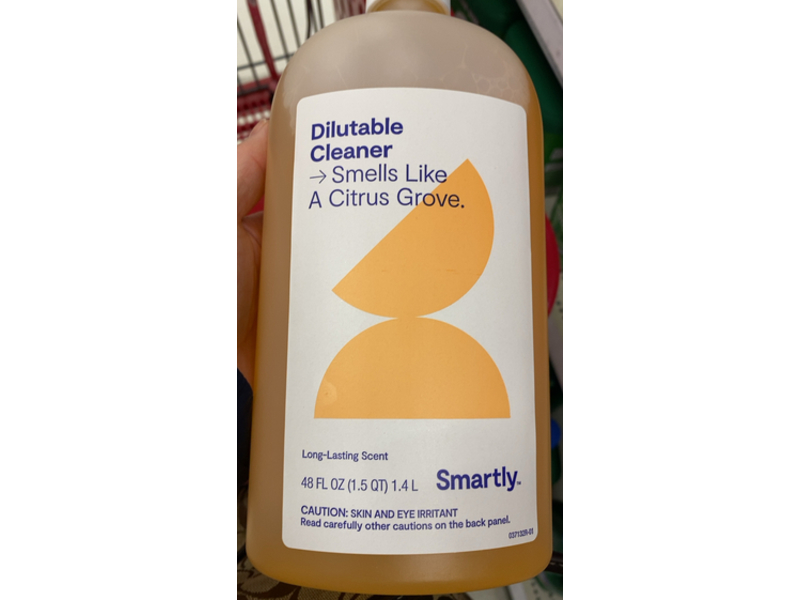 Dilutable
Cleaner
→ Smells Like
A Citrus Grove.
Long-Lasting Scent
48 FL OZ (1.5 QT) 1.4 L
Smartly™
CAUTION: SKIN AND EYE IRRITANT
Read carefully other cautions on the back panel.